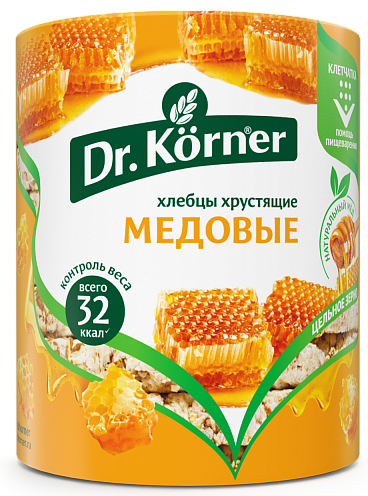 КЛЕТЧАТКА
помощь
пищеварению
Dr. Körner®
хлебцы хрустящие
МЕДОВЫЕ
НАТУРАЛЬНЫЙ МЁД
контроль веса
всего
32
ккал
ЦЕЛЬНОЕ ЗЕРНО